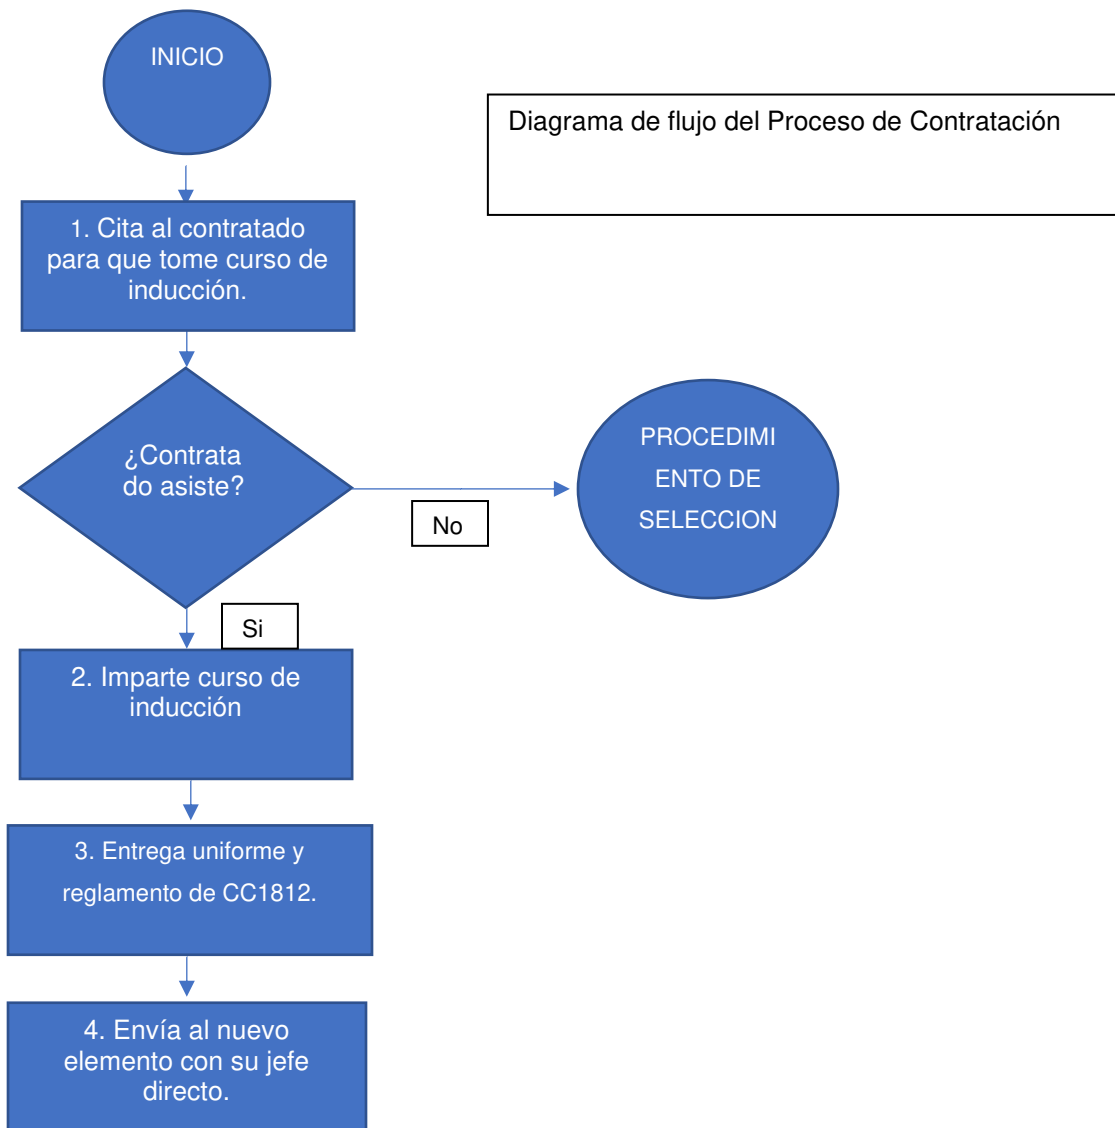 INICIO
Diagrama de flujo del Proceso de Contratación
1. Cita al contratado
para que tome curso de
inducción.
¿Contrata
do asiste?
No
PROCEDIMI
ENTO DE
SELECCION
Si
2. Imparte curso de
inducción
3. Entrega uniforme y
reglamento de CC1812.
4. Envía al nuevo
elemento con su jefe
directo.